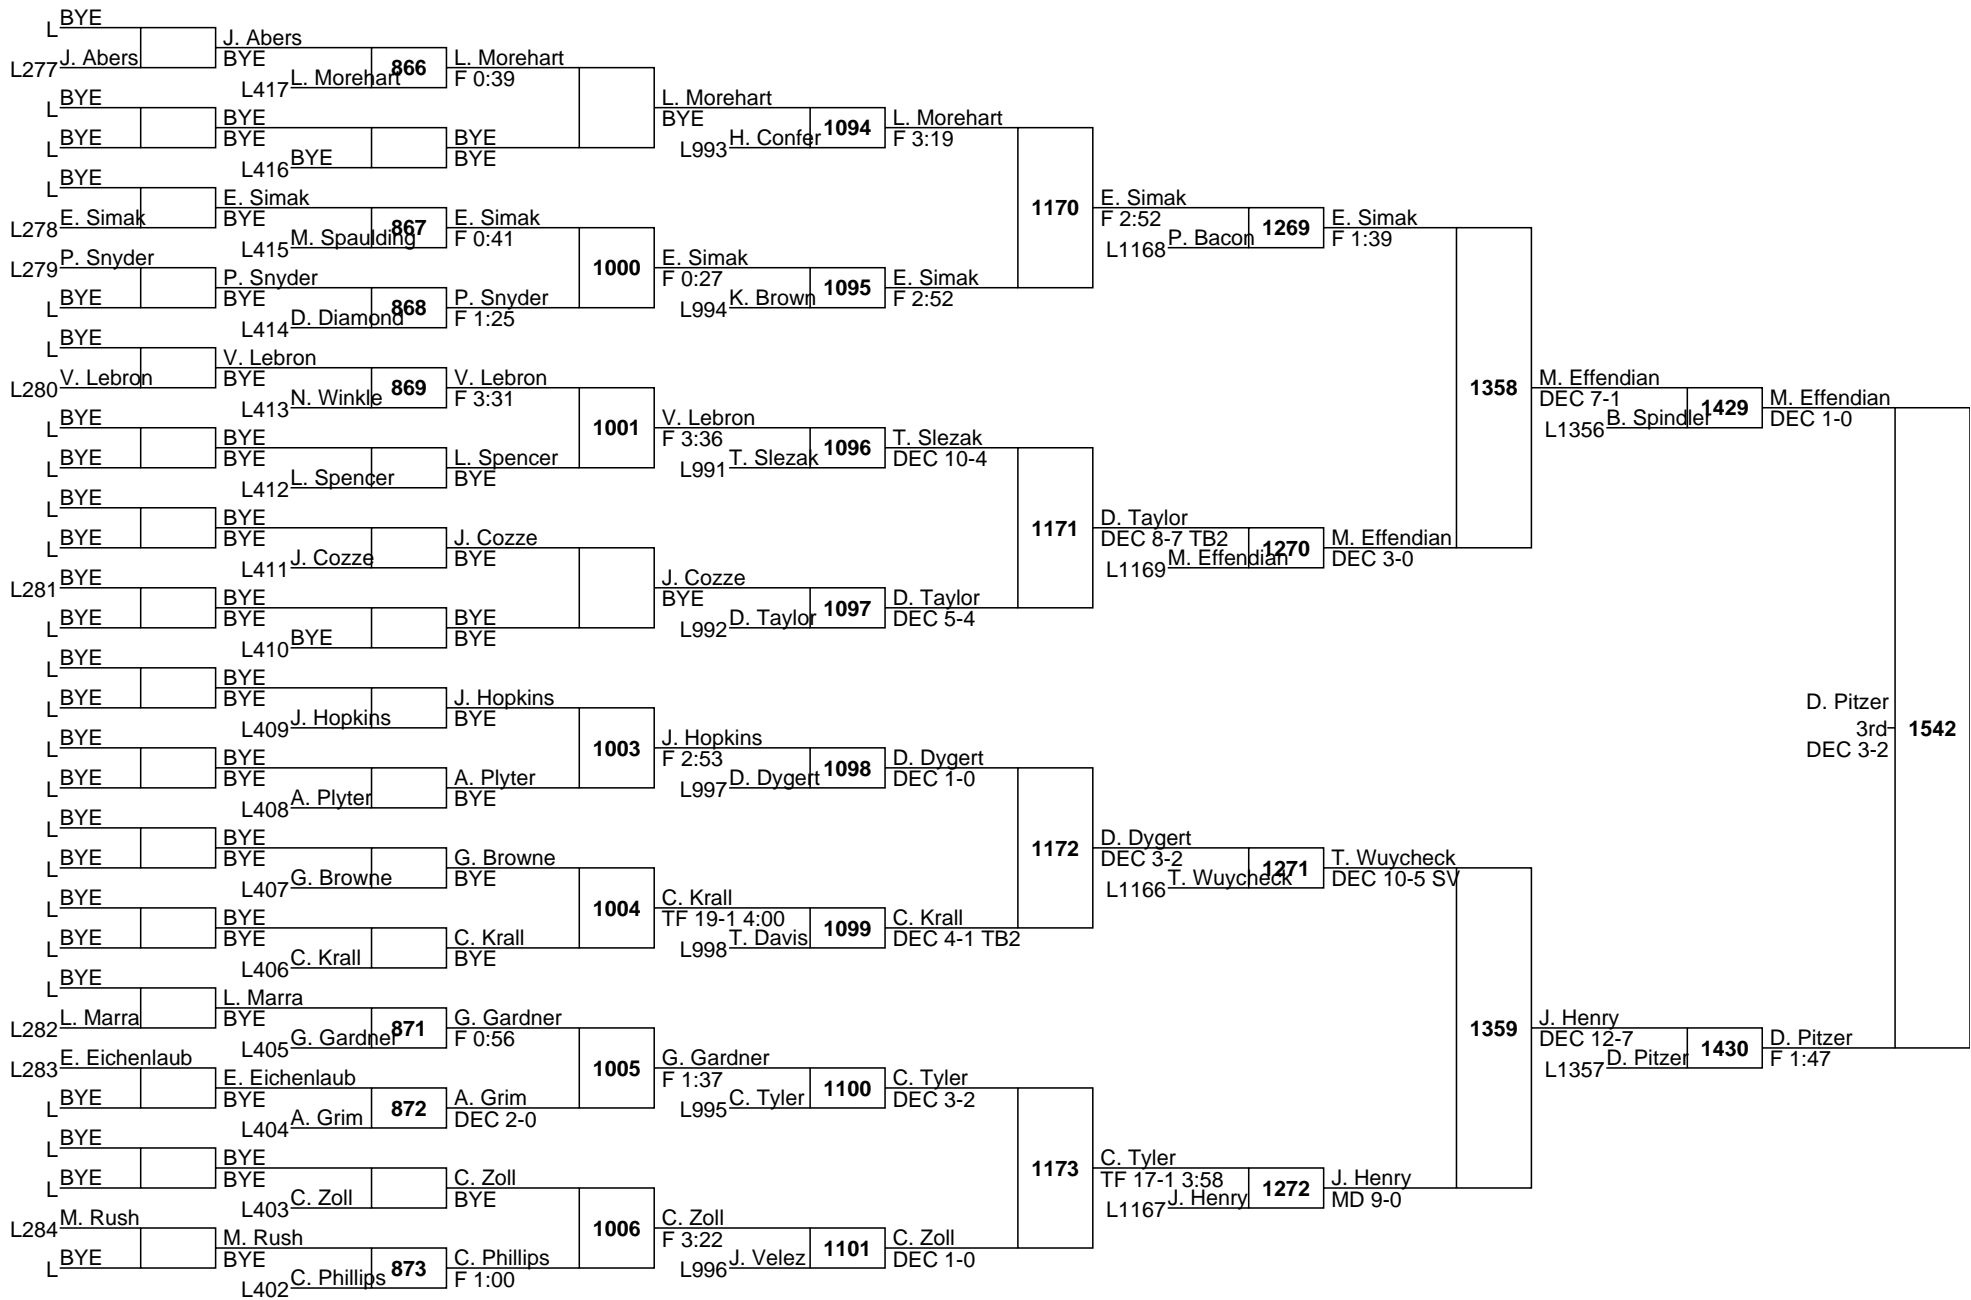 BYE
L
J. Abers
L277
BYE
L
BYE
L
BYE
L
E. Simak
L278
P. Snyder
L279
BYE
L
BYE
L
V. Lebron
L280
BYE
L
BYE
L
BYE
L
BYE
L
BYE
L281
BYE
L
BYE
L
BYE
L
BYE
L
BYE
L
BYE
L
BYE
L
BYE
L
BYE
L
BYE
L
L. Marra
L282
E. Eichenlaub
L283
BYE
L
BYE
L
BYE
L
M. Rush
L284
BYE
L
J. Abers
BYE
L. Morehart
L417
866
BYE
BYE
BYE
L416
E. Simak
BYE
M. Spaulding
L415
867
P. Snyder
BYE
D. Diamond
L414
868
V. Lebron
BYE
N. Winkle
L413
869
BYE
BYE
L. Spencer
L412
BYE
BYE
J. Cozze
L411
BYE
BYE
BYE
L410
BYE
BYE
J. Hopkins
L409
BYE
BYE
A. Plyter
L408
BYE
BYE
G. Browne
L407
BYE
BYE
C. Krall
L406
L. Marra
BYE
G. Gardner
L405
871
E. Eichenlaub
BYE
A. Grim
L404
872
BYE
BYE
C. Zoll
L403
M. Rush
BYE
C. Phillips
L402
873
L. Morehart
F 0:39
BYE
BYE
E. Simak
F 0:41
1000
P. Snyder
F 1:25
V. Lebron
F 3:31
1001
L. Spencer
BYE
J. Cozze
BYE
BYE
BYE
J. Hopkins
BYE
1003
A. Plyter
BYE
G. Browne
BYE
1004
C. Krall
BYE
G. Gardner
F 0:56
1005
A. Grim
DEC 2-0
C. Zoll
BYE
1006
C. Phillips
F 1:00
L. Morehart
BYE
H. Confer
L993
1094
E. Simak
F 0:27
K. Brown
L994
1095
V. Lebron
F 3:36
T. Slezak
L991
1096
J. Cozze
BYE
D. Taylor
L992
1097
J. Hopkins
F 2:53
D. Dygert
L997
1098
C. Krall
TF 19-1 4:00
T. Davis
L998
1099
G. Gardner
F 1:37
C. Tyler
L995
1100
C. Zoll
F 3:22
J. Velez
L996
1101
L. Morehart
F 3:19
1170
E. Simak
F 2:52
T. Slezak
DEC 10-4
1171
D. Taylor
DEC 5-4
D. Dygert
DEC 1-0
1172
C. Krall
DEC 4-1 TB2
C. Tyler
DEC 3-2
1173
C. Zoll
DEC 1-0
E. Simak
F 2:52
P. Bacon
L1168
1269
D. Taylor
DEC 8-7 TB2
M. Effendian
L1169
1270
D. Dygert
DEC 3-2
T. Wuycheck
L1166
1271
C. Tyler
TF 17-1 3:58
J. Henry
L1167
1272
E. Simak
F 1:39
1358
M. Effendian
DEC 3-0
T. Wuycheck
DEC 10-5 SV
1359
J. Henry
MD 9-0
M. Effendian
DEC 7-1
B. Spindler
L1356
1429
J. Henry
DEC 12-7
D. Pitzer
L1357
1430
M. Effendian
DEC 1-0
D. Pitzer
F 1:47
D. Pitzer
3rd
DEC 3-2
1542